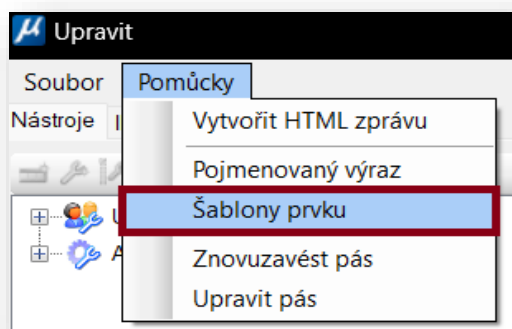 Upravit
Soubor Pomůcky
Nástroje
Vytvořit HTML zprávu
Pojmenovaný výraz
Šablony prvku
Znovuzavést pás
Upravit pás